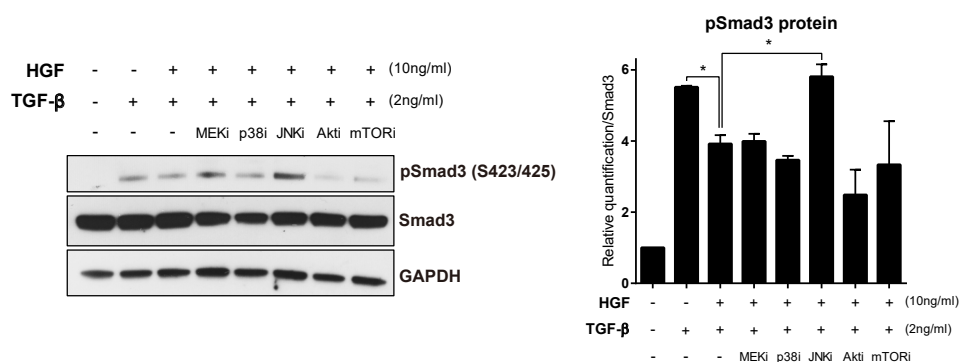 HGF - - + + + + + + (10ng/ml)
TGF-β - + + + + + + + (2ng/ml)
- - - MEKi p38i JNKi Akti mTORi
pSmad3 (S423/425)
Smad3
GAPDH
pSmad3 protein
Relative quantification/Smad3
6
4
2
0
*
*
HGF - - + + + + + + (10ng/ml)
TGF-β - + + + + + + + (2ng/ml)
- - - MEKi p38i JNKi Akti mTORi